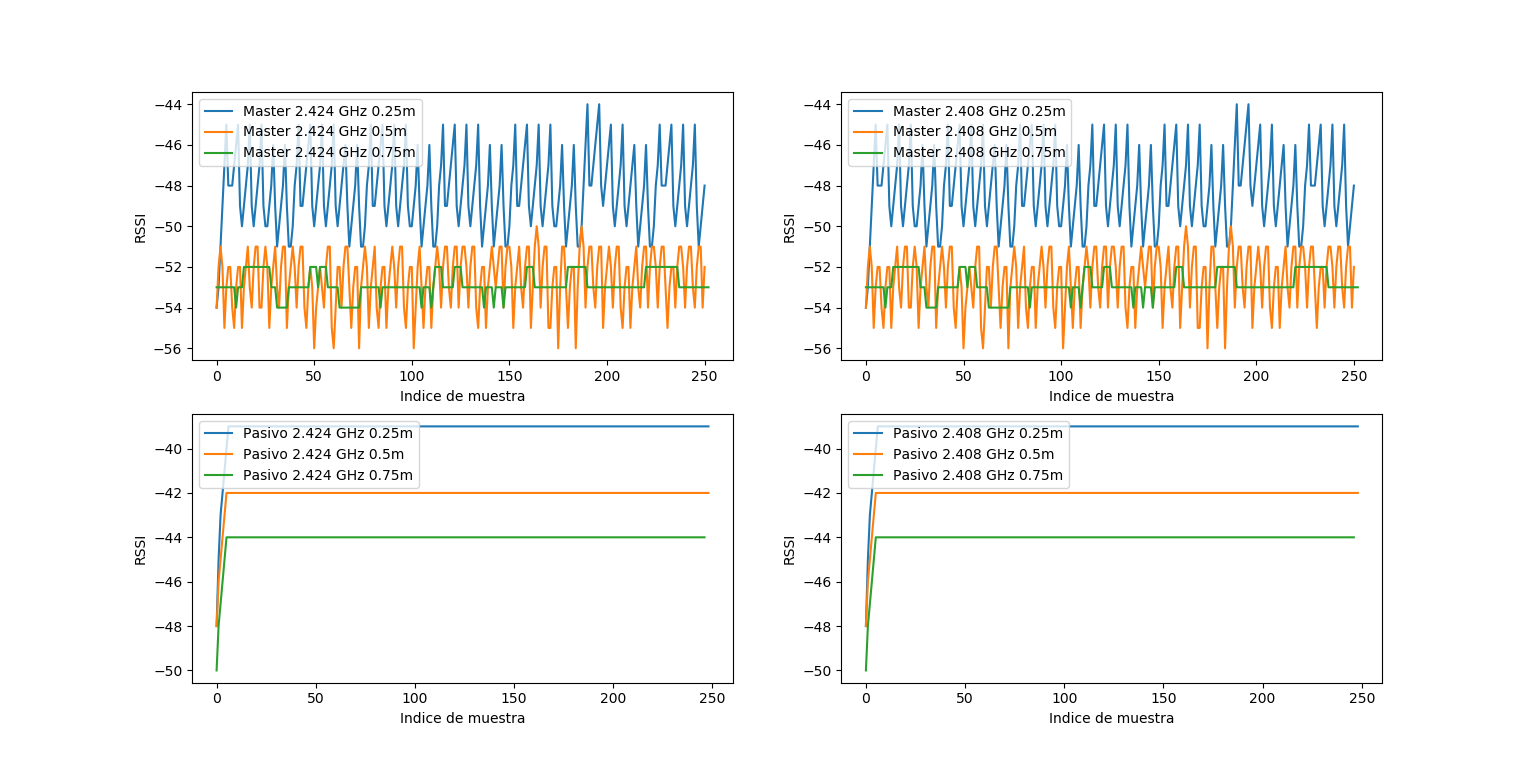 Master 2.424 GHz 0.25m
Master 2.424 GHz 0.5m
Master 2.424 GHz 0.75m
−44
−46
−48
−50
−52
−54
−56
RSSI
0 50 100 150 200 250
Indice de muestra
Master 2.408 GHz 0.25m
Master 2.408 GHz 0.5m
Master 2.408 GHz 0.75m
−44
−46
−48
−50
−52
−54
−56
RSSI
0 50 100 150 200 250
Indice de muestra
Pasivo 2.424 GHz 0.25m
Pasivo 2.424 GHz 0.5m
Pasivo 2.424 GHz 0.75m
−40
−42
−44
−46
−48
−50
RSSI
0 50 100 150 200 250
Indice de muestra
Pasivo 2.408 GHz 0.25m
Pasivo 2.408 GHz 0.5m
Pasivo 2.408 GHz 0.75m
−40
−42
−44
−46
−48
−50
RSSI
0 50 100 150 200 250
Indice de muestra